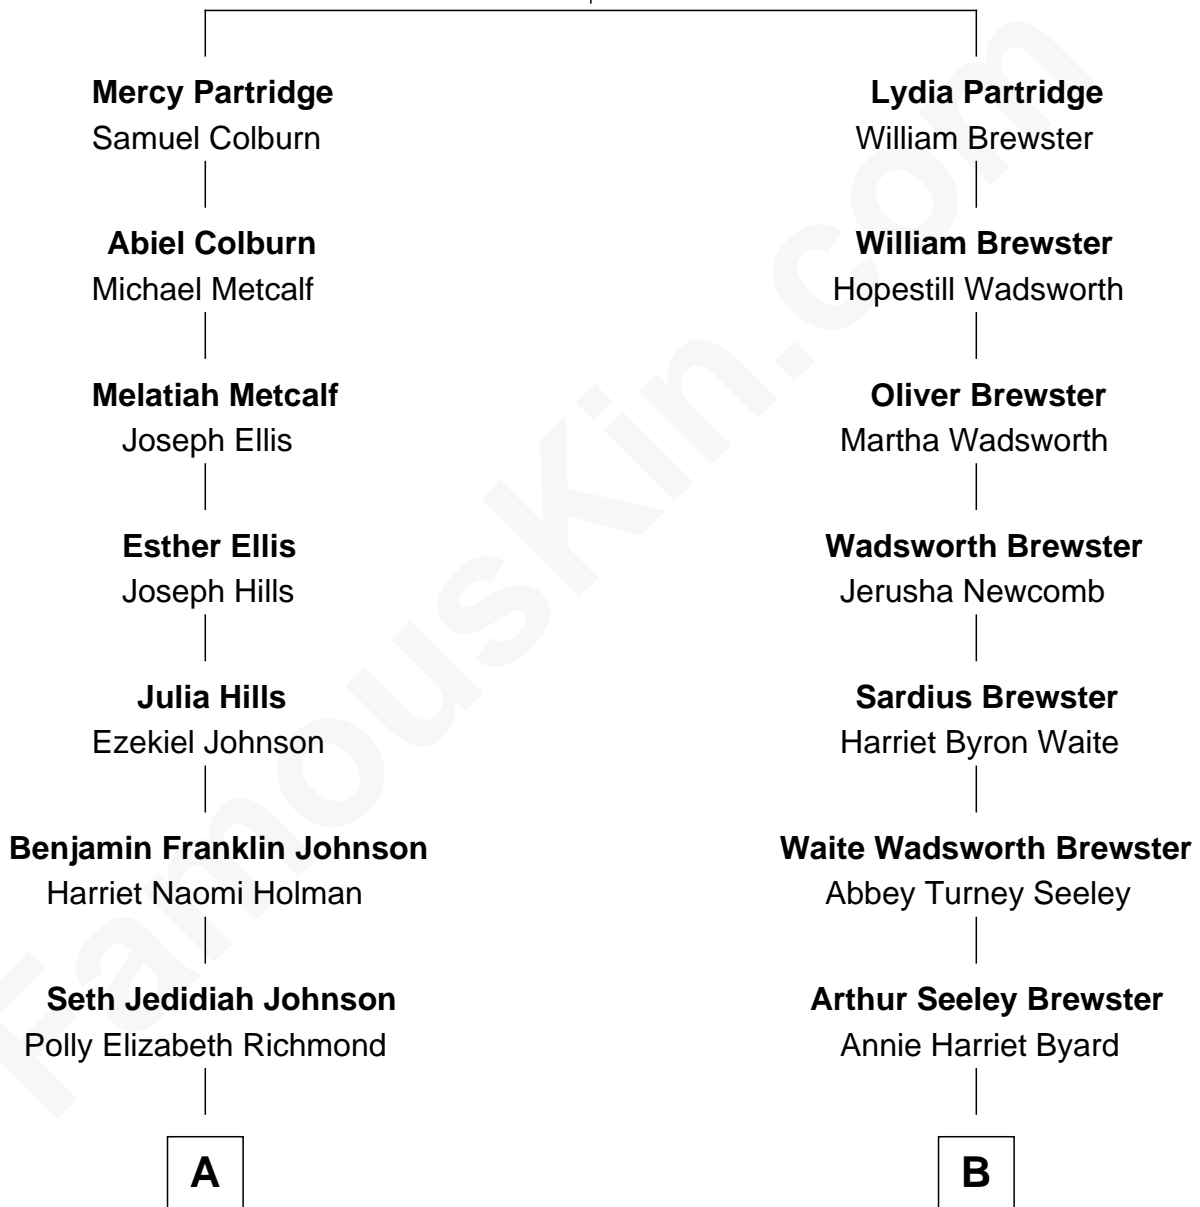 Mercy Partridge
Samuel Colburn
Abiel Colburn
Michael Metcalf
Melatiah Metcalf
Joseph Ellis
Esther Ellis
Joseph Hills
Julia Hills
Ezekiel Johnson
Benjamin Franklin Johnson
Harriet Naomi Holman
Seth Jedidiah Johnson
Polly Elizabeth Richmond
A
Lydia Partridge
William Brewster
William Brewster
Hopestill Wadsworth
Oliver Brewster
Martha Wadsworth
Wadsworth Brewster
Jerusha Newcomb
Sardius Brewster
Harriet Byron Waite
Waite Wadsworth Brewster
Abbey Turney Seeley
Arthur Seeley Brewster
Annie Harriet Byard
B
FamousKin.com